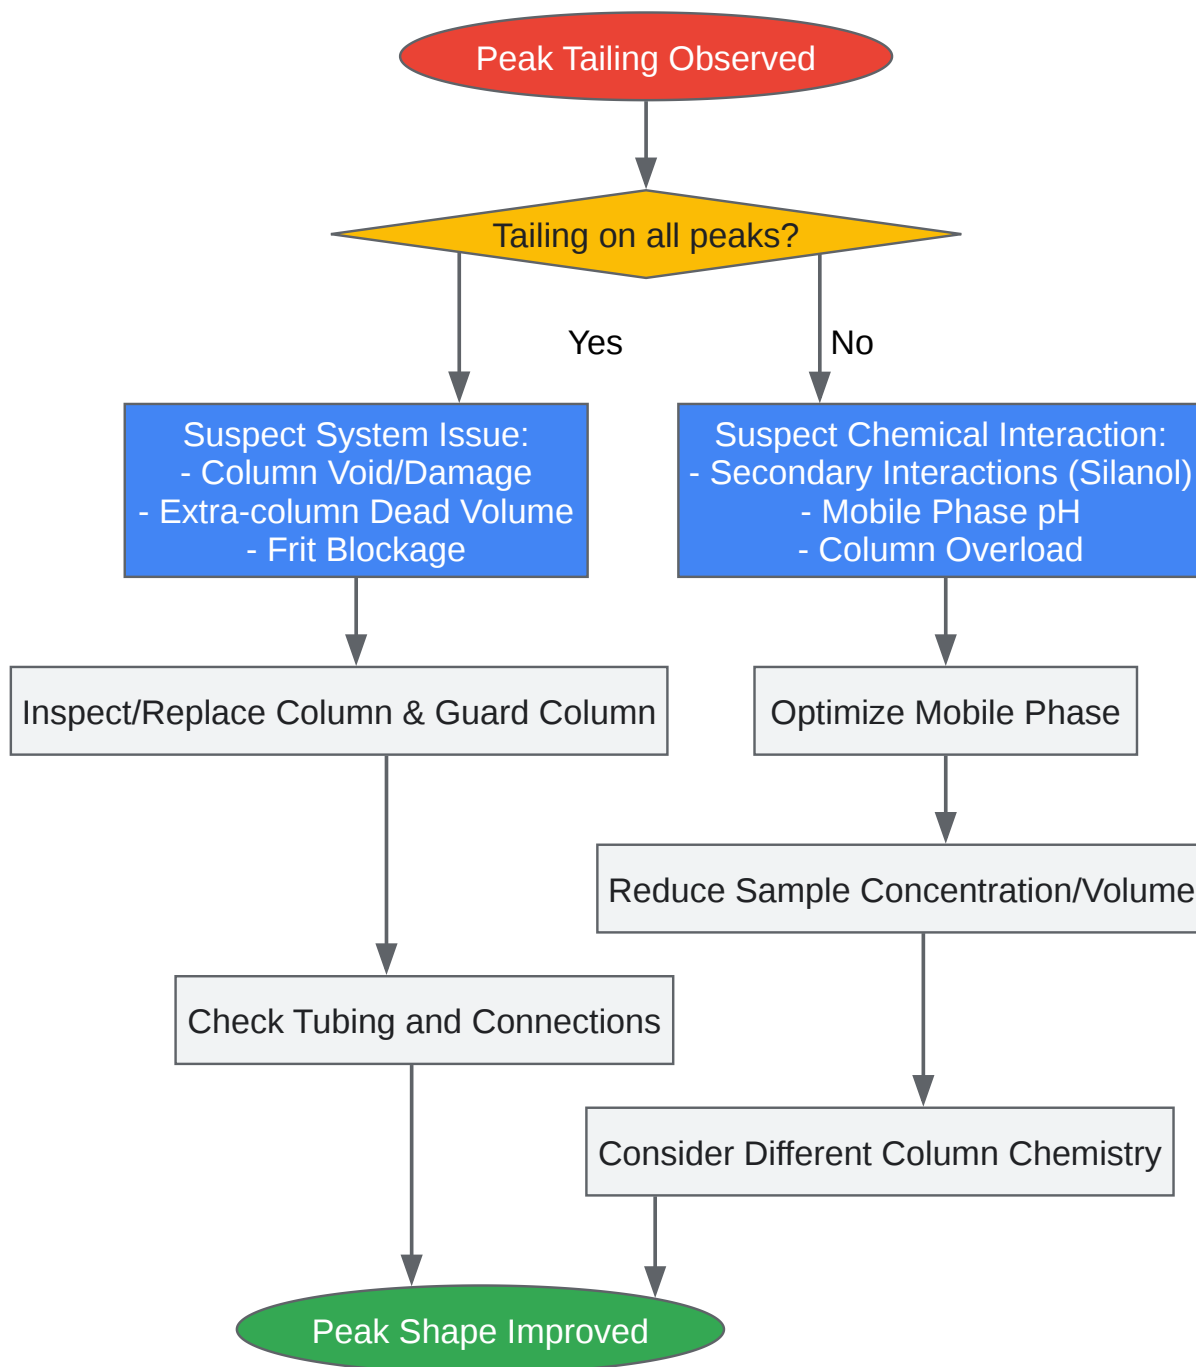 Peak Tailing Observed
Tailing on all peaks?
Yes
No
Suspect System Issue:
- Column Void/Damage
- Extra-column Dead Volume
- Frit Blockage
Suspect Chemical Interaction:
- Secondary Interactions (Silanol)
- Mobile Phase pH
- Column Overload
Inspect/Replace Column & Guard Column
Optimize Mobile Phase
Reduce Sample Concentration/Volume
Check Tubing and Connections
Consider Different Column Chemistry
Peak Shape Improved